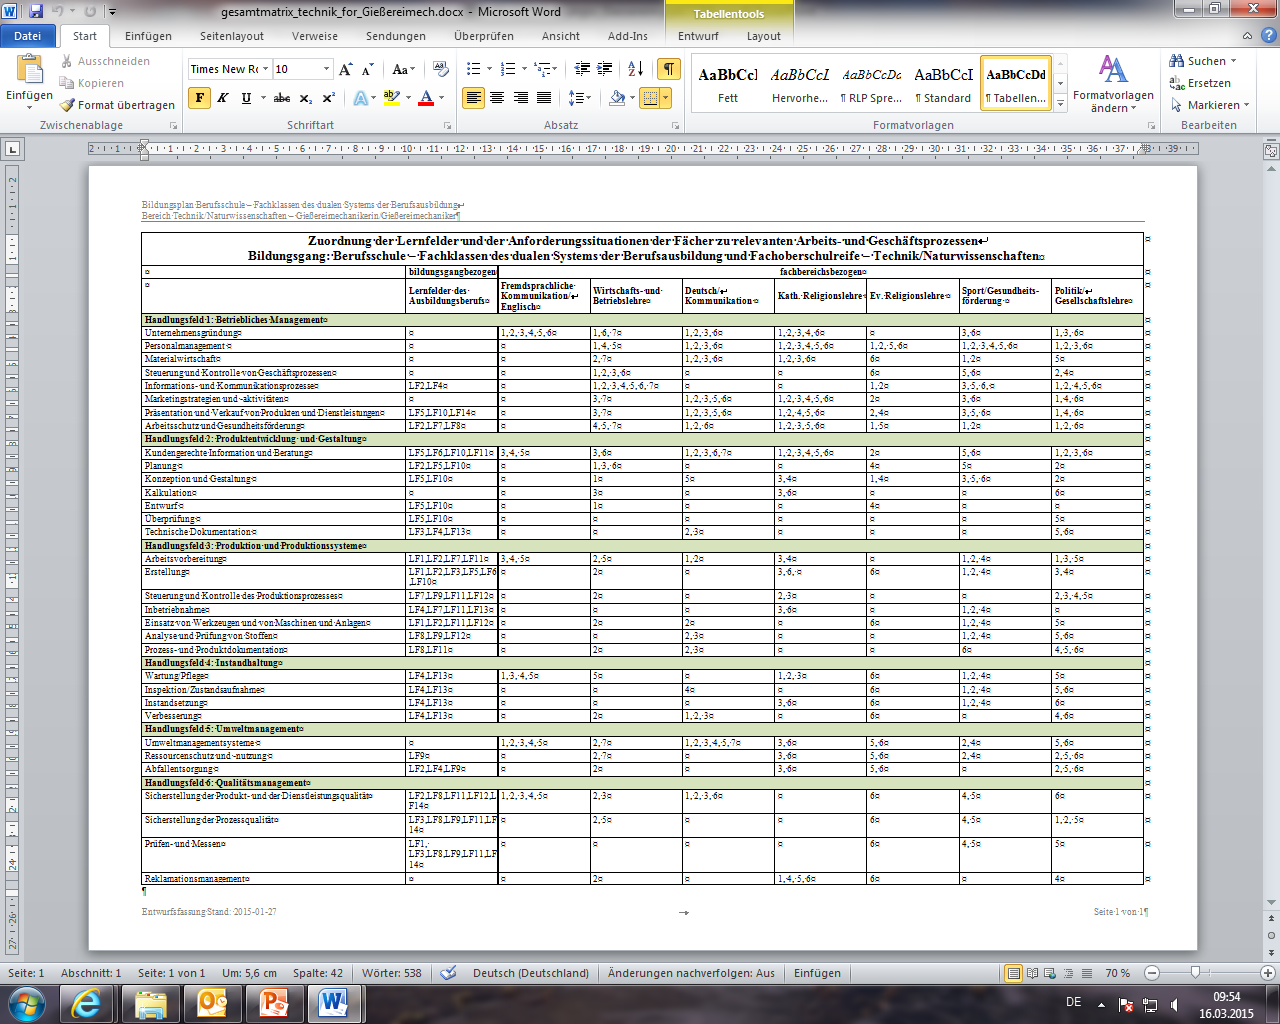 gesamtmatrix_technik_for_Gießereimech.docx - Microsoft Word
Tabellentools
Datei Start Einfügen Seitenlayout Verweise Sendungen Überprüfen Ansicht Add-Ins Entwurf Layout
Einfügen
Ausschneiden
Kopieren
Format übertragen
Zwischenablage
Times New Ro 10
Schriftart
Absatz
AaBbCcI AaBbCcI AaBbCcDa AaBbCcI AaBbCcDd
Fett Hervorhe... ¶ RLP Spre... ¶ Standard ¶ Tabellen...
Formatvorlagen
Formatvorlagen ändern
Suchen
Ersetzen
Markieren
Bearbeiten
Bildungsplan Berufsschule – Fachklassen des dualen Systems der Berufsausbildung
Bereich Technik/Naturwissenschaften – Gießereimechanikerin/Gießereimechaniker¶
Zuordnung der Lernfelder und der Anforderungssituationen der Fächer zu relevanten Arbeits- und Geschäftsprozessen
Bildungsgang: Berufsschule – Fachklassen des dualen Systems der Berufsausbildung und Fachoberschulreife – Technik/Naturwissenschaften
bildungsgangbezogen fachbereichsbezogen
Lernfelder des Ausbildungsberufs Fremdsprachliche Kommunikation/ Englisch Wirtschafts- und Betriebslehre Deutsch/ Kommunikation Kath. Religionslehre Ev. Religionslehre Sport/Gesundheits-förderung Politik/ Gesellschaftslehre
Handlungsfeld 1: Betriebliches Management
Unternehmensgründung 1, 2, 3, 4, 5, 6 1, 6, 7 1, 2, 3, 6 1, 2, 3, 4, 6 3, 6 1, 3, 6
Personalmanagement 1, 4, 5 1, 2, 3, 6 1, 2, 3, 4, 5, 6 1, 2, 5, 6 1, 2, 3, 4, 5, 6 1, 2, 3, 6
Materialwirtschaft 2, 7 1, 2, 3, 6 1, 2, 3, 6 6 1, 2 5
Steuerung und Kontrolle von Geschäftsprozessen 1, 2, 3, 6 6 5, 6 2, 4
Informations- und Kommunikationsprozesse LF2,LF4 1, 2, 3, 4, 5, 6, 7 1, 2 3, 5, 6, 1, 2, 4, 5, 6
Marketingstrategien und -aktivitäten 3, 7 1, 2, 3, 5, 6 1, 2, 3, 4, 5, 6 2 3, 6 1, 4, 6
Präsentation und Verkauf von Produkten und Dienstleistungen LF5,LF10,LF14 3, 7 1, 2, 3, 5, 6 1, 2, 4, 5, 6 2, 4 3, 5, 6 1, 4, 6
Arbeitsschutz und Gesundheitsförderung LF2,LF7,LF8 4, 5, 7 1, 2, 6 1, 2, 3, 5, 6 1, 5 1, 2 1, 2, 6
Handlungsfeld 2: Produktentwicklung und Gestaltung
Kundengerechte Information und Beratung LF5,LF6,LF10,LF11 3, 4, 5 3, 6 1, 2, 3, 6, 7 1, 2, 3, 4, 5, 6 2 5, 6 1, 2, 3, 6
Planung LF2,LF5,LF10 1, 3, 6 4 5 2
Konzeption und Gestaltung LF5,LF10 1 5 3, 4 1, 4 3, 5, 6 2
Kalkulation 3 3, 6 6
Entwurf LF5,LF10 1 4
Überprüfung LF5,LF10 5
Technische Dokumentation LF3,LF4,LF13 2, 3 5, 6
Handlungsfeld 3: Produktion und Produktionssysteme
Arbeitsvorbereitung LF1,LF2,LF7,LF11 3, 4, 5 2, 5 1, 2 3, 4 1, 2, 4 1, 3, 5
Erstellung LF1,LF2,LF3,LF5,LF6 2 3, 6, 6 1, 2, 4 3, 4
,LF10
Steuerung und Kontrolle des Produktionsprozesses LF7,LF9,LF11,LF12 2 2, 3 2, 3, 4, 5
Inbetriebnahme LF4,LF7,LF11,LF13 3, 6 1, 2, 4
Einsatz von Werkzeugen und von Maschinen und Anlagen LF1,LF2,LF11,LF12 2 2 6 1, 2, 4 5
Analyse und Prüfung von Stoffen LF8,LF9,LF12 2, 3 1, 2, 4 5, 6
Prozess- und Produktdokumentation LF8,LF11 2 2, 3 6 4, 5, 6
Handlungsfeld 4: Instandhaltung
Wartung/Pflege LF4,LF13 1, 3, 4, 5 5 1, 2, 3 6 1, 2, 4 5
Inspektion/Zustandsaufnahme LF4,LF13 4 6 1, 2, 4 5, 6
Instandsetzung LF4,LF13 3, 6 6 1, 2, 4 6
Verbesserung LF4,LF13 2 1, 2, 3 6 4, 6
Handlungsfeld 5: Umweltmanagement
Umweltmanagementsysteme 1, 2, 3, 4, 5 2, 7 1, 2, 3, 4, 5, 7 3, 6 5, 6 2, 4 5, 6
Ressourcenschutz und -nutzung LF9 2, 7 3, 6 5, 6 2, 4 2, 5, 6
Abfallentsorgung LF2,LF4,LF9 2 3, 6 5, 6 2, 5, 6
Handlungsfeld 6: Qualitätsmanagement
Sicherstellung der Produkt- und der Dienstleistungsqualität LF2,LF8,LF11,LF12,L 1, 2, 3, 4, 5 2, 3 1, 2, 3, 6 6 4, 5 6
F14
Sicherstellung der Prozessqualität LF3,LF8,LF9,LF11,LF 2, 5 6 4, 5 1, 2, 5
14
Prüfen und Messen LF1, 6 4, 5 5
LF3,LF8,LF9,LF11,LF
14
Reklamationsmanagement 2 1, 4, 5, 6 6 4
Entwurfsfassung Stand: 2015-01-27 Seite 1 von 1¶
Seite: 1 Abschnitt: 1 Seite: 1 von 1 Um: 5,6 cm Spalte: 42 Wörter: 538 Deutsch (Deutschland) Änderungen nachverfolgen: Aus Einfügen 70 %
DE 09:54
16.03.2015